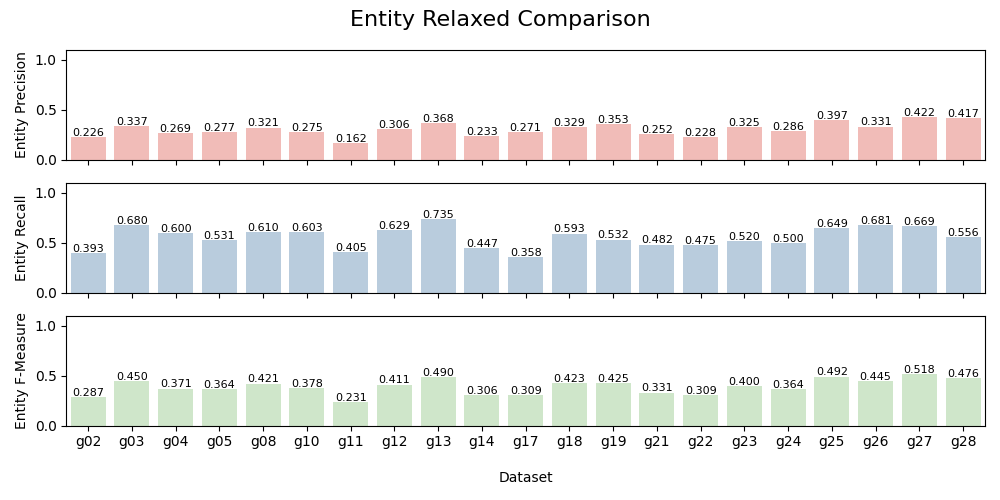 Entity Relaxed Comparison
Entity Precision
1.0
0.5
0.0
0.226 0.337 0.269 0.277 0.321 0.275 0.162 0.306 0.368 0.233 0.271 0.329 0.353 0.252 0.228 0.325 0.286 0.397 0.331 0.422 0.417
Entity Recall
1.0
0.5
0.0
0.393 0.680 0.600 0.531 0.610 0.603 0.405 0.629 0.735 0.447 0.358 0.593 0.532 0.482 0.475 0.520 0.500 0.649 0.681 0.669 0.556
Entity F-Measure
1.0
0.5
0.0
0.287 0.450 0.371 0.364 0.421 0.378 0.231 0.411 0.490 0.306 0.309 0.423 0.425 0.331 0.309 0.400 0.364 0.492 0.445 0.518 0.476
g02 g03 g04 g05 g08 g10 g11 g12 g13 g14 g17 g18 g19 g21 g22 g23 g24 g25 g26 g27 g28
Dataset